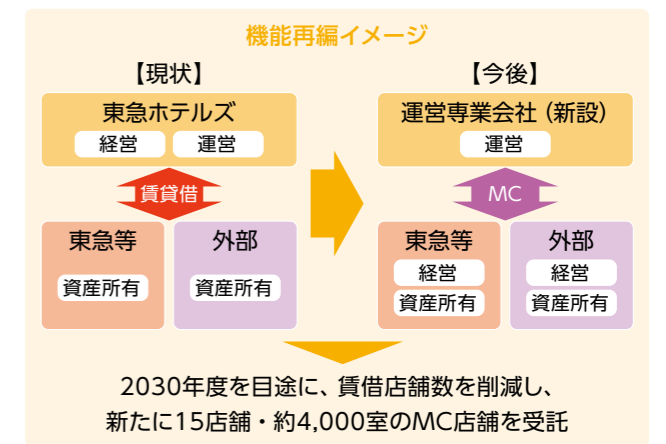 機能再編イメージ
【現状】
東急ホテルズ
経営 運営
賃貸借
東急等 外部
資産所有 資産所有
【今後】
運営専業会社（新設）
運営
MC
東急等 外部
経営 経営
資産所有 資産所有
2030年度を目途に、賃借店舗数を削減し、
新たに15店舗・約4,000室のMC店舗を受託